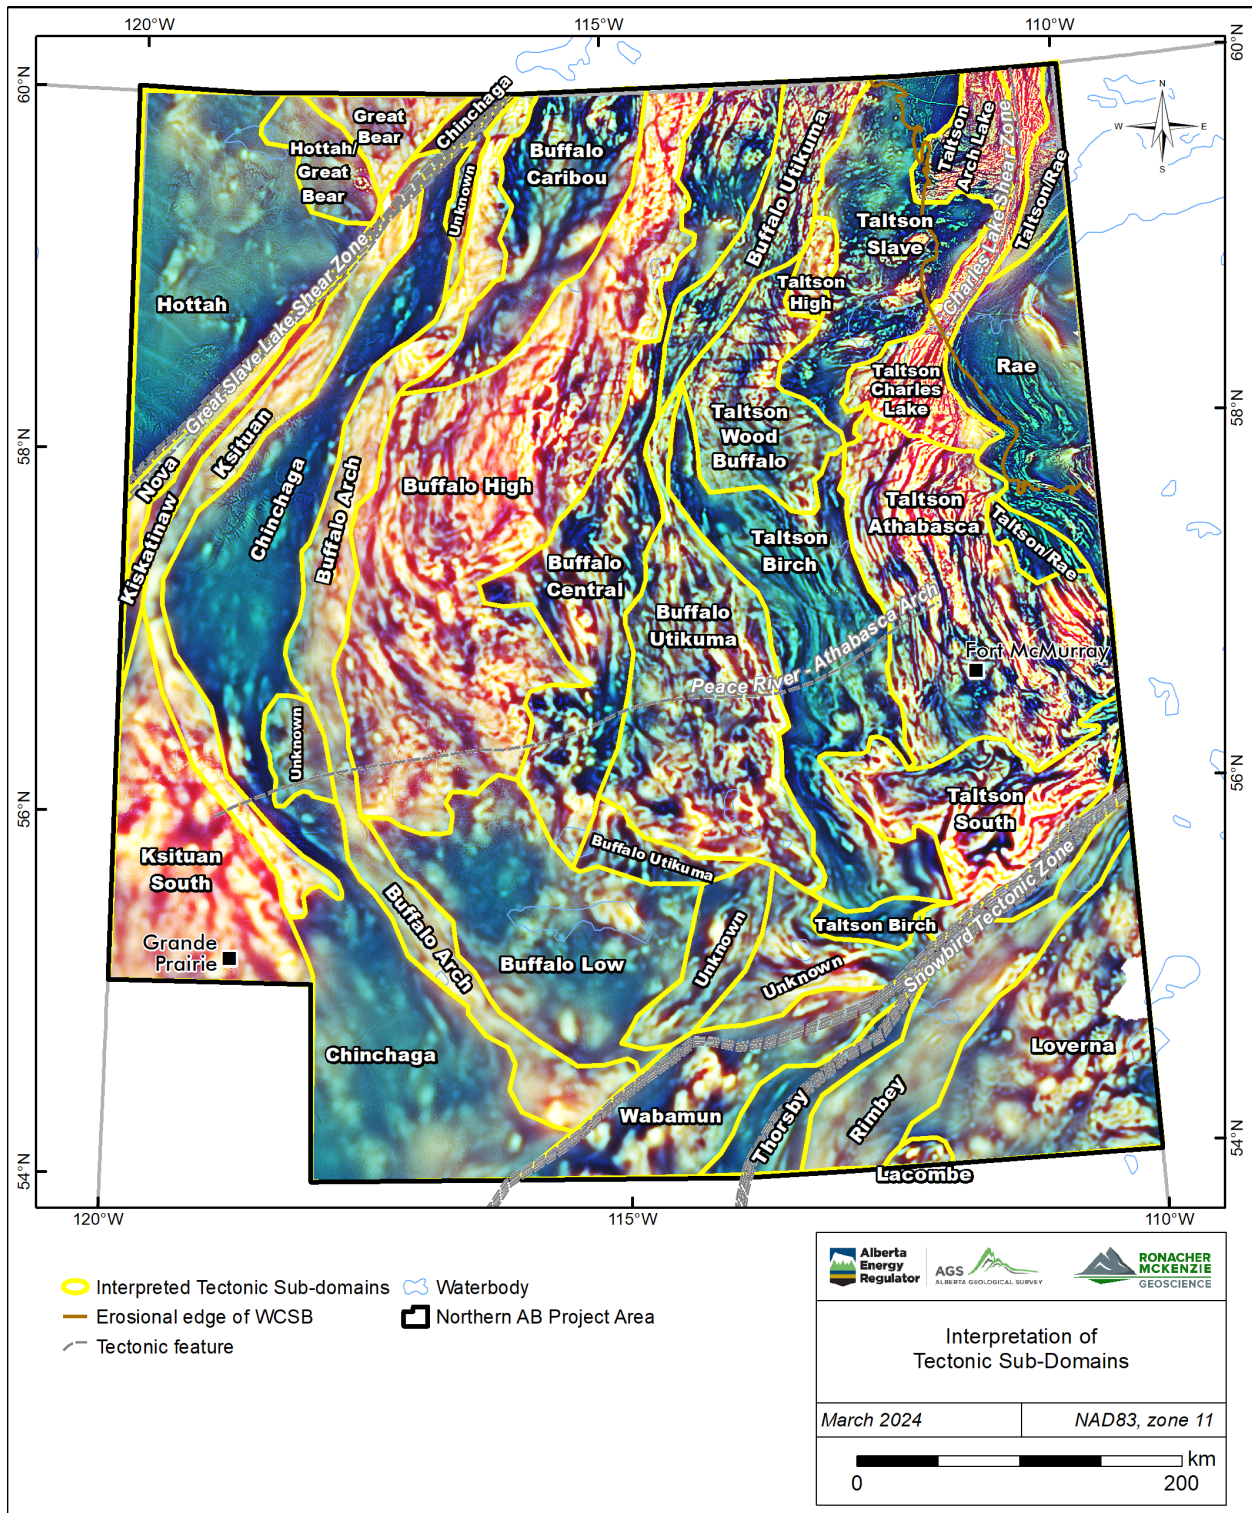 120°W
115°W
110°W
60°N
60°N
58°N
58°N
56°N
56°N
54°N
54°N
120°W
115°W
110°W
N
W
E
S
Great
Bear
Hottah/
Great
Bear
Chinchaga
Unknown
Buffalo
Caribou
Buffalo Utikuma
Taltson
Arch Lake
Charles Lake Shear Zone
Taltson/Rae
Taltson
Slave
Taltson
High
Hottah
Great Slave Lake Shear Zone
Rae
Taltson
Charles
Lake
Taltson
Wood
Buffalo
Nova
Ksituan
Kiskatinaw
Chinchaga
Buffalo Arch
Buffalo High
Taltson
Athabasca
Taltson/Rae
Taltson
Birch
Buffalo
Central
Buffalo
Utikuma
Peace River - Athabasca Arch
Fort McMurray
Unknown
Taltson
South
Ksituan
South
Buffalo Utikuma
Snowbird Tectonic Zone
Grande
Prairie
Buffalo Arch
Buffalo Low
Unknown
Taltson Birch
Unknown
Chinchaga
Loverna
Wabamun
Thorsby
Rimbey
Lacombe
Interpreted Tectonic Sub-domains
Waterbody
Erosional edge of WCSB
Northern AB Project Area
Tectonic feature
Alberta
Energy
Regulator
AGS
ALBERTA GEOLOGICAL SURVEY
RONACHER
MCKENZIE
GEOSCIENCE
Interpretation of
Tectonic Sub-Domains
March 2024
NAD83, zone 11
km
0
200